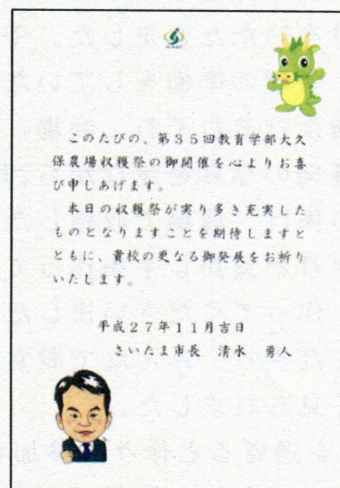 このたびの、第３５回教育学部大久
保農場収穫祭の御開催を心よりお喜
び申しあげます。
本日の収穫祭が実り多き充実した
ものとなりますことを期待しますと
ともに、貴校の更なる御発展をお祈り
いたします。
平成２７年１１月吉日
さいたま市長　清水　勇人